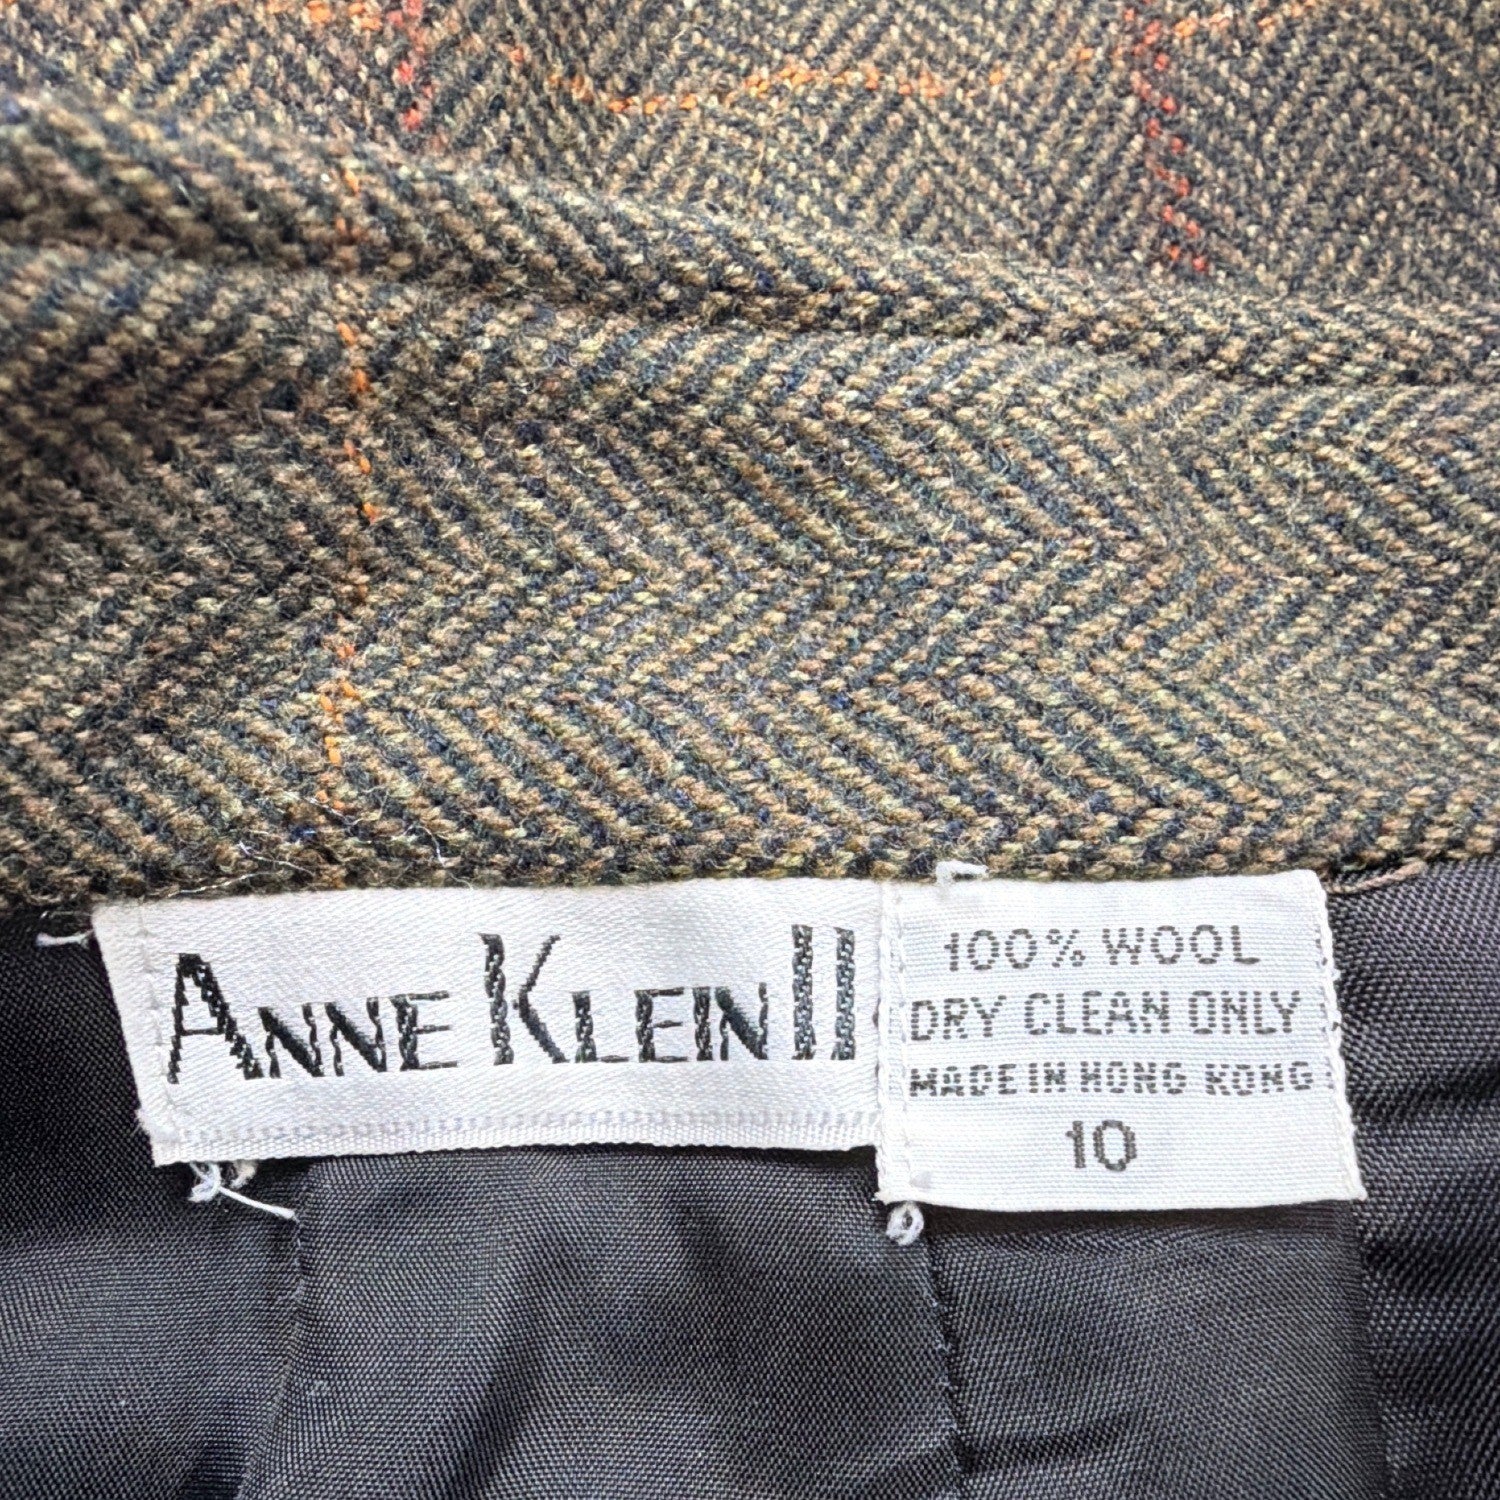 ANNE KLEIN II
100% WOOL
DRY CLEAN ONLY
MADE IN HONG KONG
10